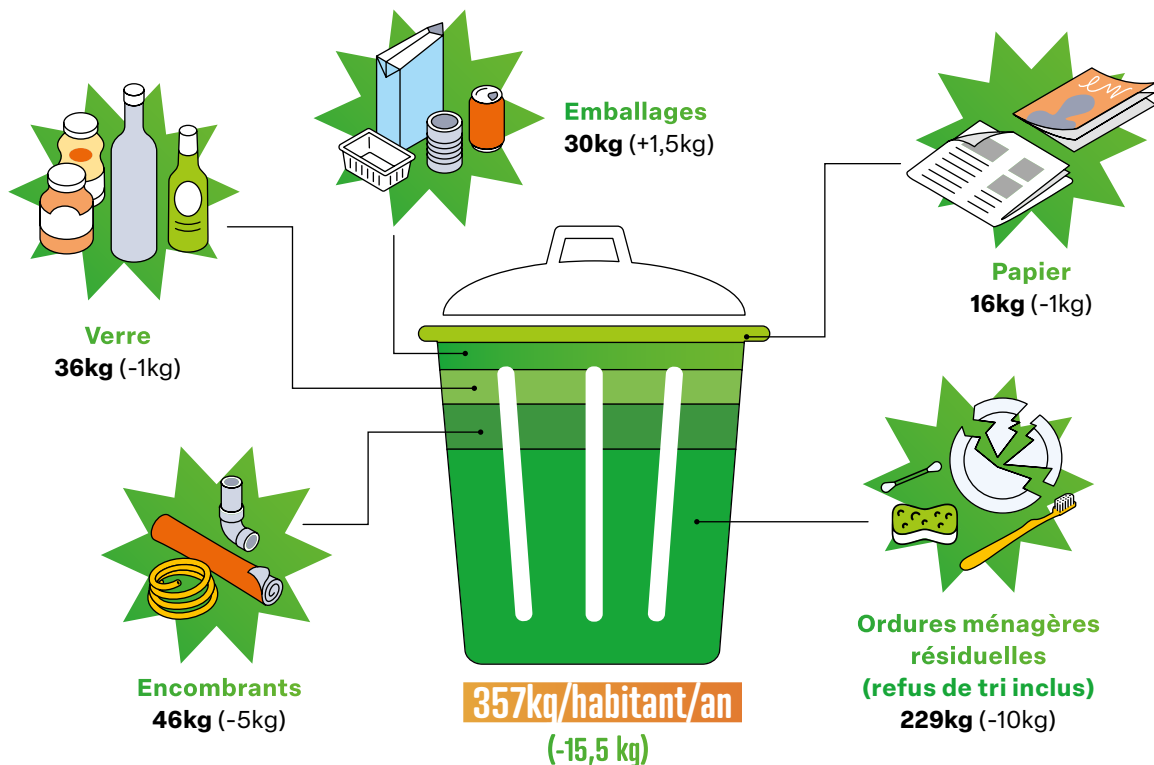 Emballages
30kg (+1,5kg)
Papier
16kg (-1kg)
Verre
36kg (-1kg)
Encombrants
46kg (-5kg)
Ordures ménagères
résiduelles
(refus de tri inclus)
229kg (-10kg)
357kg/habitant/an
(-15,5 kg)